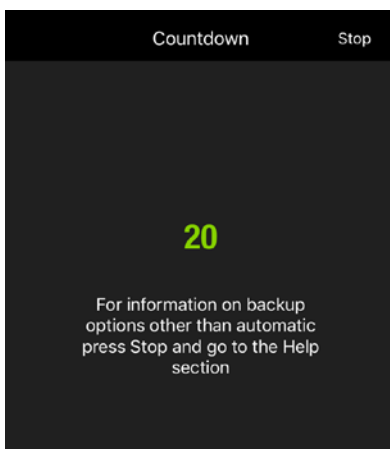 Countdown Stop
20
For information on backup
options other than automatic
press Stop and go to the Help
section